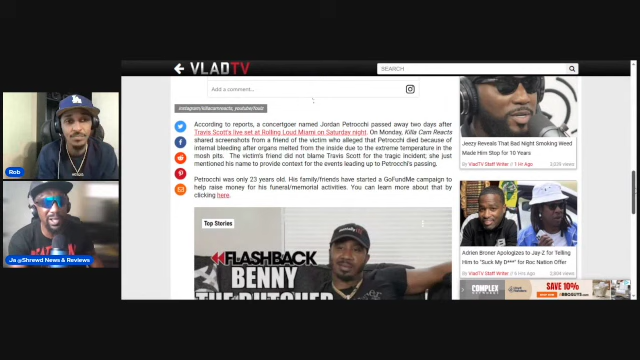 VLADTV
SEARCH
Add a comment...
instagram/killacamreacts_youtube/loud
According to reports, a concertgoer named Jordan Petrocchi passed away two days after
Travis Scott's live set at Rolling Loud Miami on Saturday night. On Monday, Killa Cam Reacts
shared screenshots from a friend of the victim who alleged that Petrocchi died because of
internal bleeding after organs melted from the inside due to the extreme temperature in the
mosh pits. The victim's friend did not blame Travis Scott for the tragic incident; she just
mentioned his name to provide context for the events leading up to Petrocchi's passing.
Petrocchi was only 23 years old. His family/friends have started a GoFundMe campaign to
help raise money for his funeral/memorial activities. You can learn more about that by
clicking here.
Top Stories
FLASHBACK
BENNY
THE BUTCHER
Jeezy Reveals That Bad Night Smoking Weed
Made Him Stop for 10 Years
By VladTV Staff Writer | 1 Hr Ago
Adrien Broner Apologizes to Jay-Z for Telling
Him to "Suck My D***" for Roc Nation Offer
By VladTV Staff Writer
COMPLEX
SAVE 10%
Rob
Ja @Shrewd News & Reviews